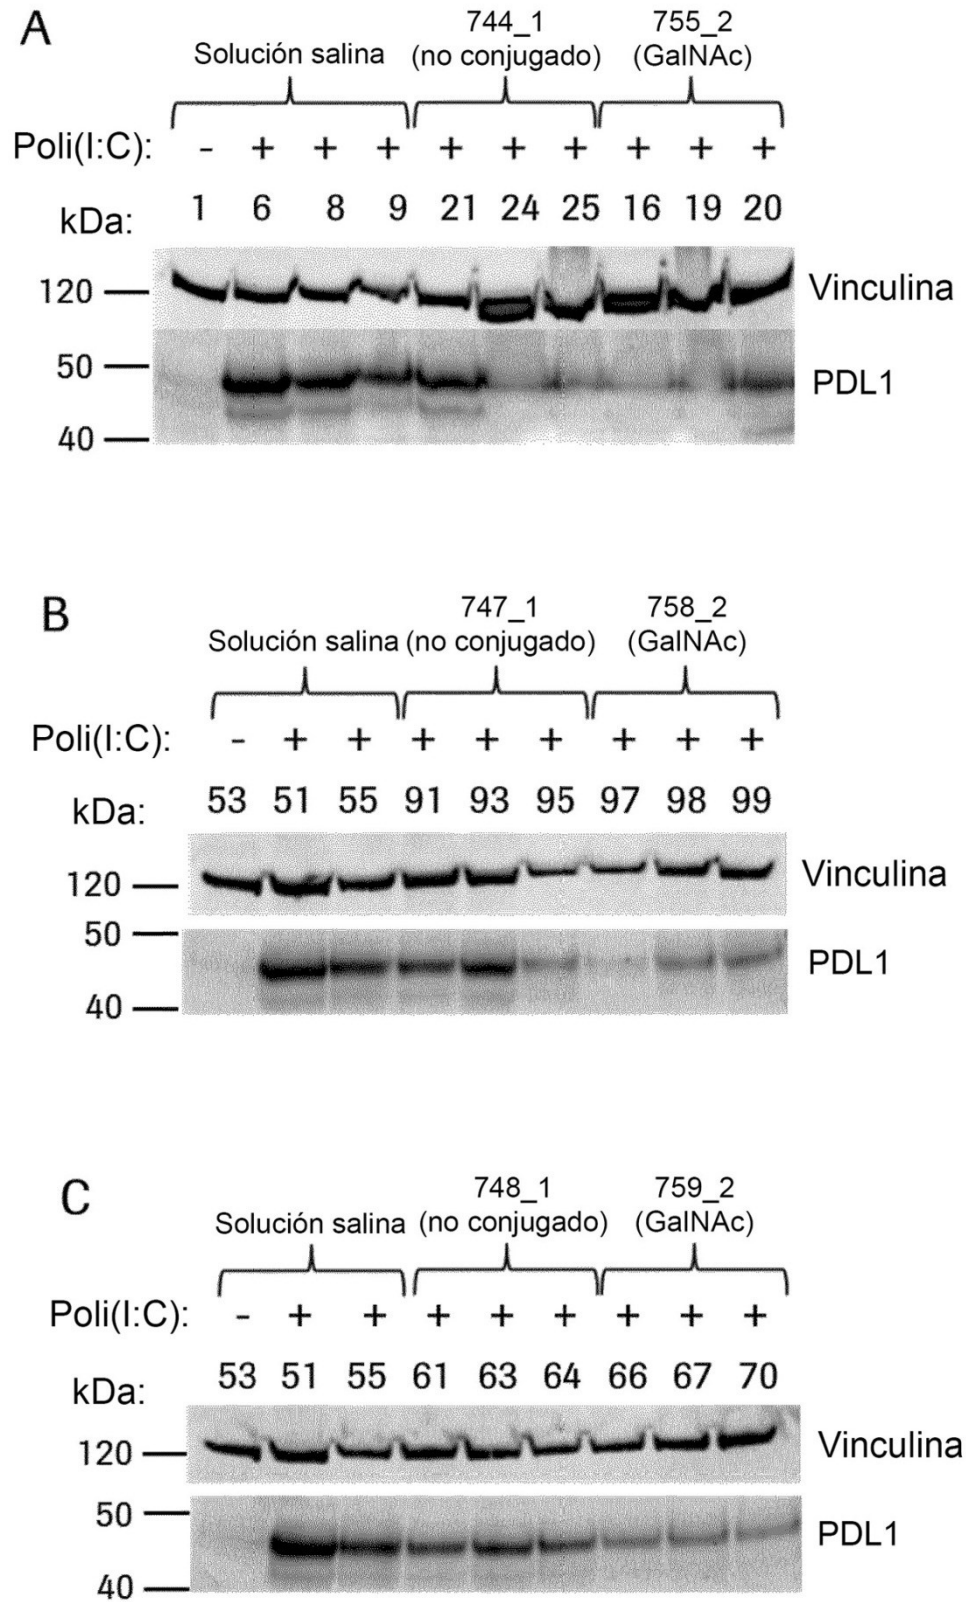 A
744_1 755_2
Solución salina (no conjugado) (GalNAc)
Poli(I:C): - + + + + + + + + +
kDa: 1 6 8 9 21 24 25 16 19 20
120 Vinculina
50 PDL1
40
B
747_1 758_2
Solución salina (no conjugado) (GalNAc)
Poli(I:C): - + + + + + + + +
kDa: 53 51 55 91 93 95 97 98 99
120 Vinculina
50 PDL1
40
C
748_1 759_2
Solución salina (no conjugado) (GalNAc)
Poli(I:C): - + + + + + + + +
kDa: 53 51 55 61 63 64 66 67 70
120 Vinculina
50 PDL1
40